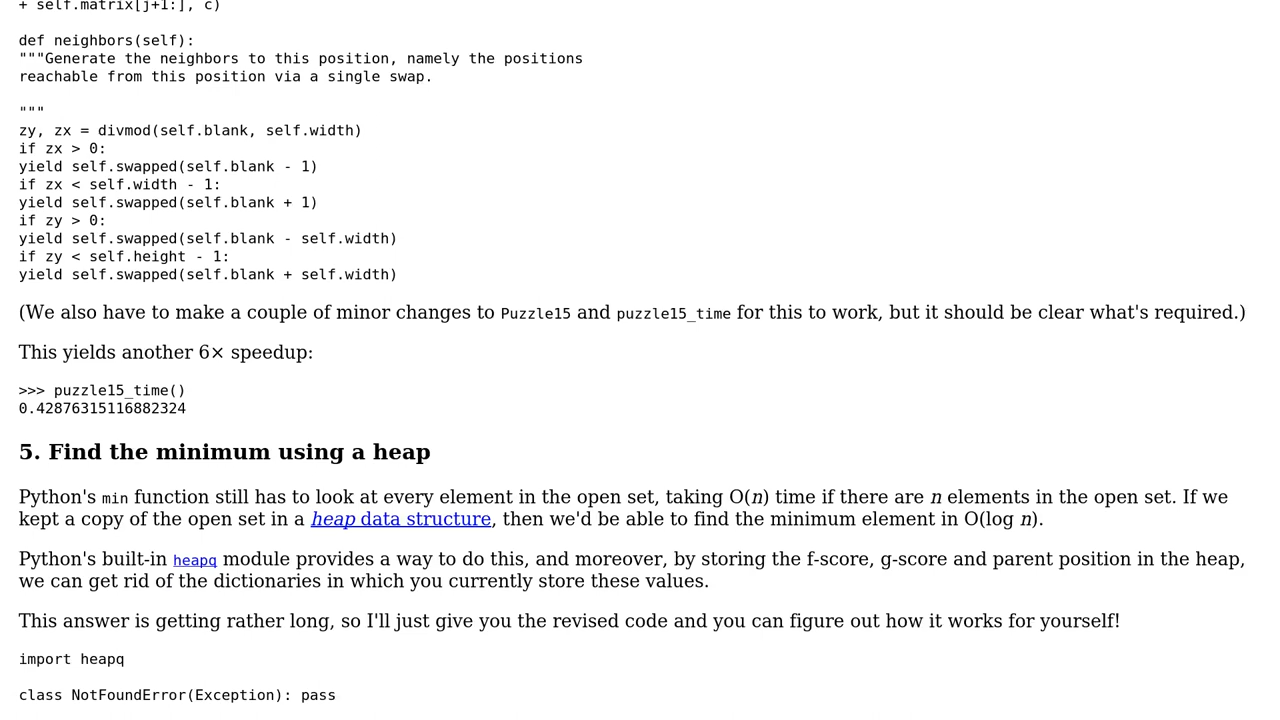 + self.matrix[j+1:], c)
def neighbors(self):
"""Generate the neighbors to this position, namely the positions
reachable from this position via a single swap.
"""
zy, zx = divmod(self.blank, self.width)
if zx > 0:
yield self.swapped(self.blank - 1)
if zx < self.width - 1:
yield self.swapped(self.blank + 1)
if zy > 0:
yield self.swapped(self.blank - self.width)
if zy < self.height - 1:
yield self.swapped(self.blank + self.width)
(We also have to make a couple of minor changes to Puzzle15 and puzzle15_time for this to work, but it should be clear what's required.)
This yields another 6× speedup:
>>> puzzle15_time()
0.42876315116882324
5. Find the minimum using a heap
Python's min function still has to look at every element in the open set, taking O(n) time if there are n elements in the open set. If we
kept a copy of the open set in a heap data structure, then we'd be able to find the minimum element in O(log n).
Python's built-in heapq module provides a way to do this, and moreover, by storing the f-score, g-score and parent position in the heap,
we can get rid of the dictionaries in which you currently store these values.
This answer is getting rather long, so I'll just give you the revised code and you can figure out how it works for yourself!
import heapq
class NotFoundError(Exception): pass